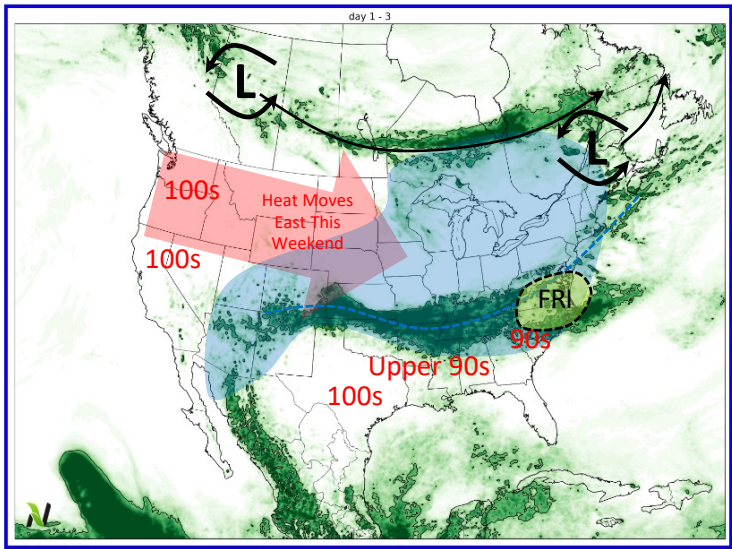 day 1 - 3
L
L
100s
Heat Moves
East This
Weekend
100s
FRI
90s
Upper 90s
100s